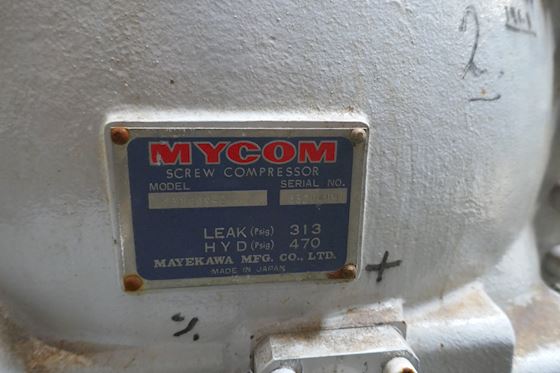 MYCOM
SCREW COMPRESSOR
MODEL SERIAL NO.
LEAK (Psig) 313
HYD (Psig) 470
MAYEKAWA MFG. CO., LTD.
MADE IN JAPAN
2
+